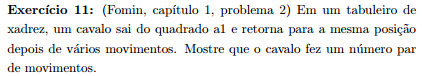 Exercício 11: (Fomin, capítulo 1, problema 2) Em um tabuleiro de
xadrez, um cavalo sai do quadrado a1 e retorna para a mesma posição
depois de vários movimentos. Mostre que o cavalo fez um número par
de movimentos.